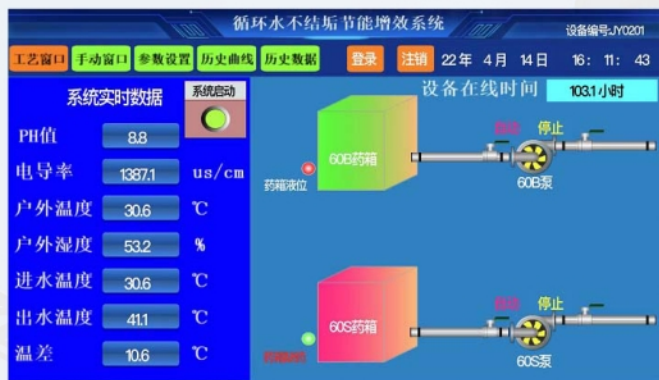 循环水不结垢节能增效系统
设备编号:JY0201
工艺窗口 手动窗口 参数设置 历史曲线 历史数据 登录 注销 22年 4月 14日 16: 11: 43
系统实时数据
系统启动
设备在线时间 103.1小时
PH值 8.8
电导率 1387.1 us/cm
户外温度 30.6 ℃
户外湿度 53.2 %
进水温度 30.6 ℃
出水温度 41.1 ℃
温差 10.6 ℃
60B药箱
药箱液位
停止
60B泵
60S药箱
停止
60S泵